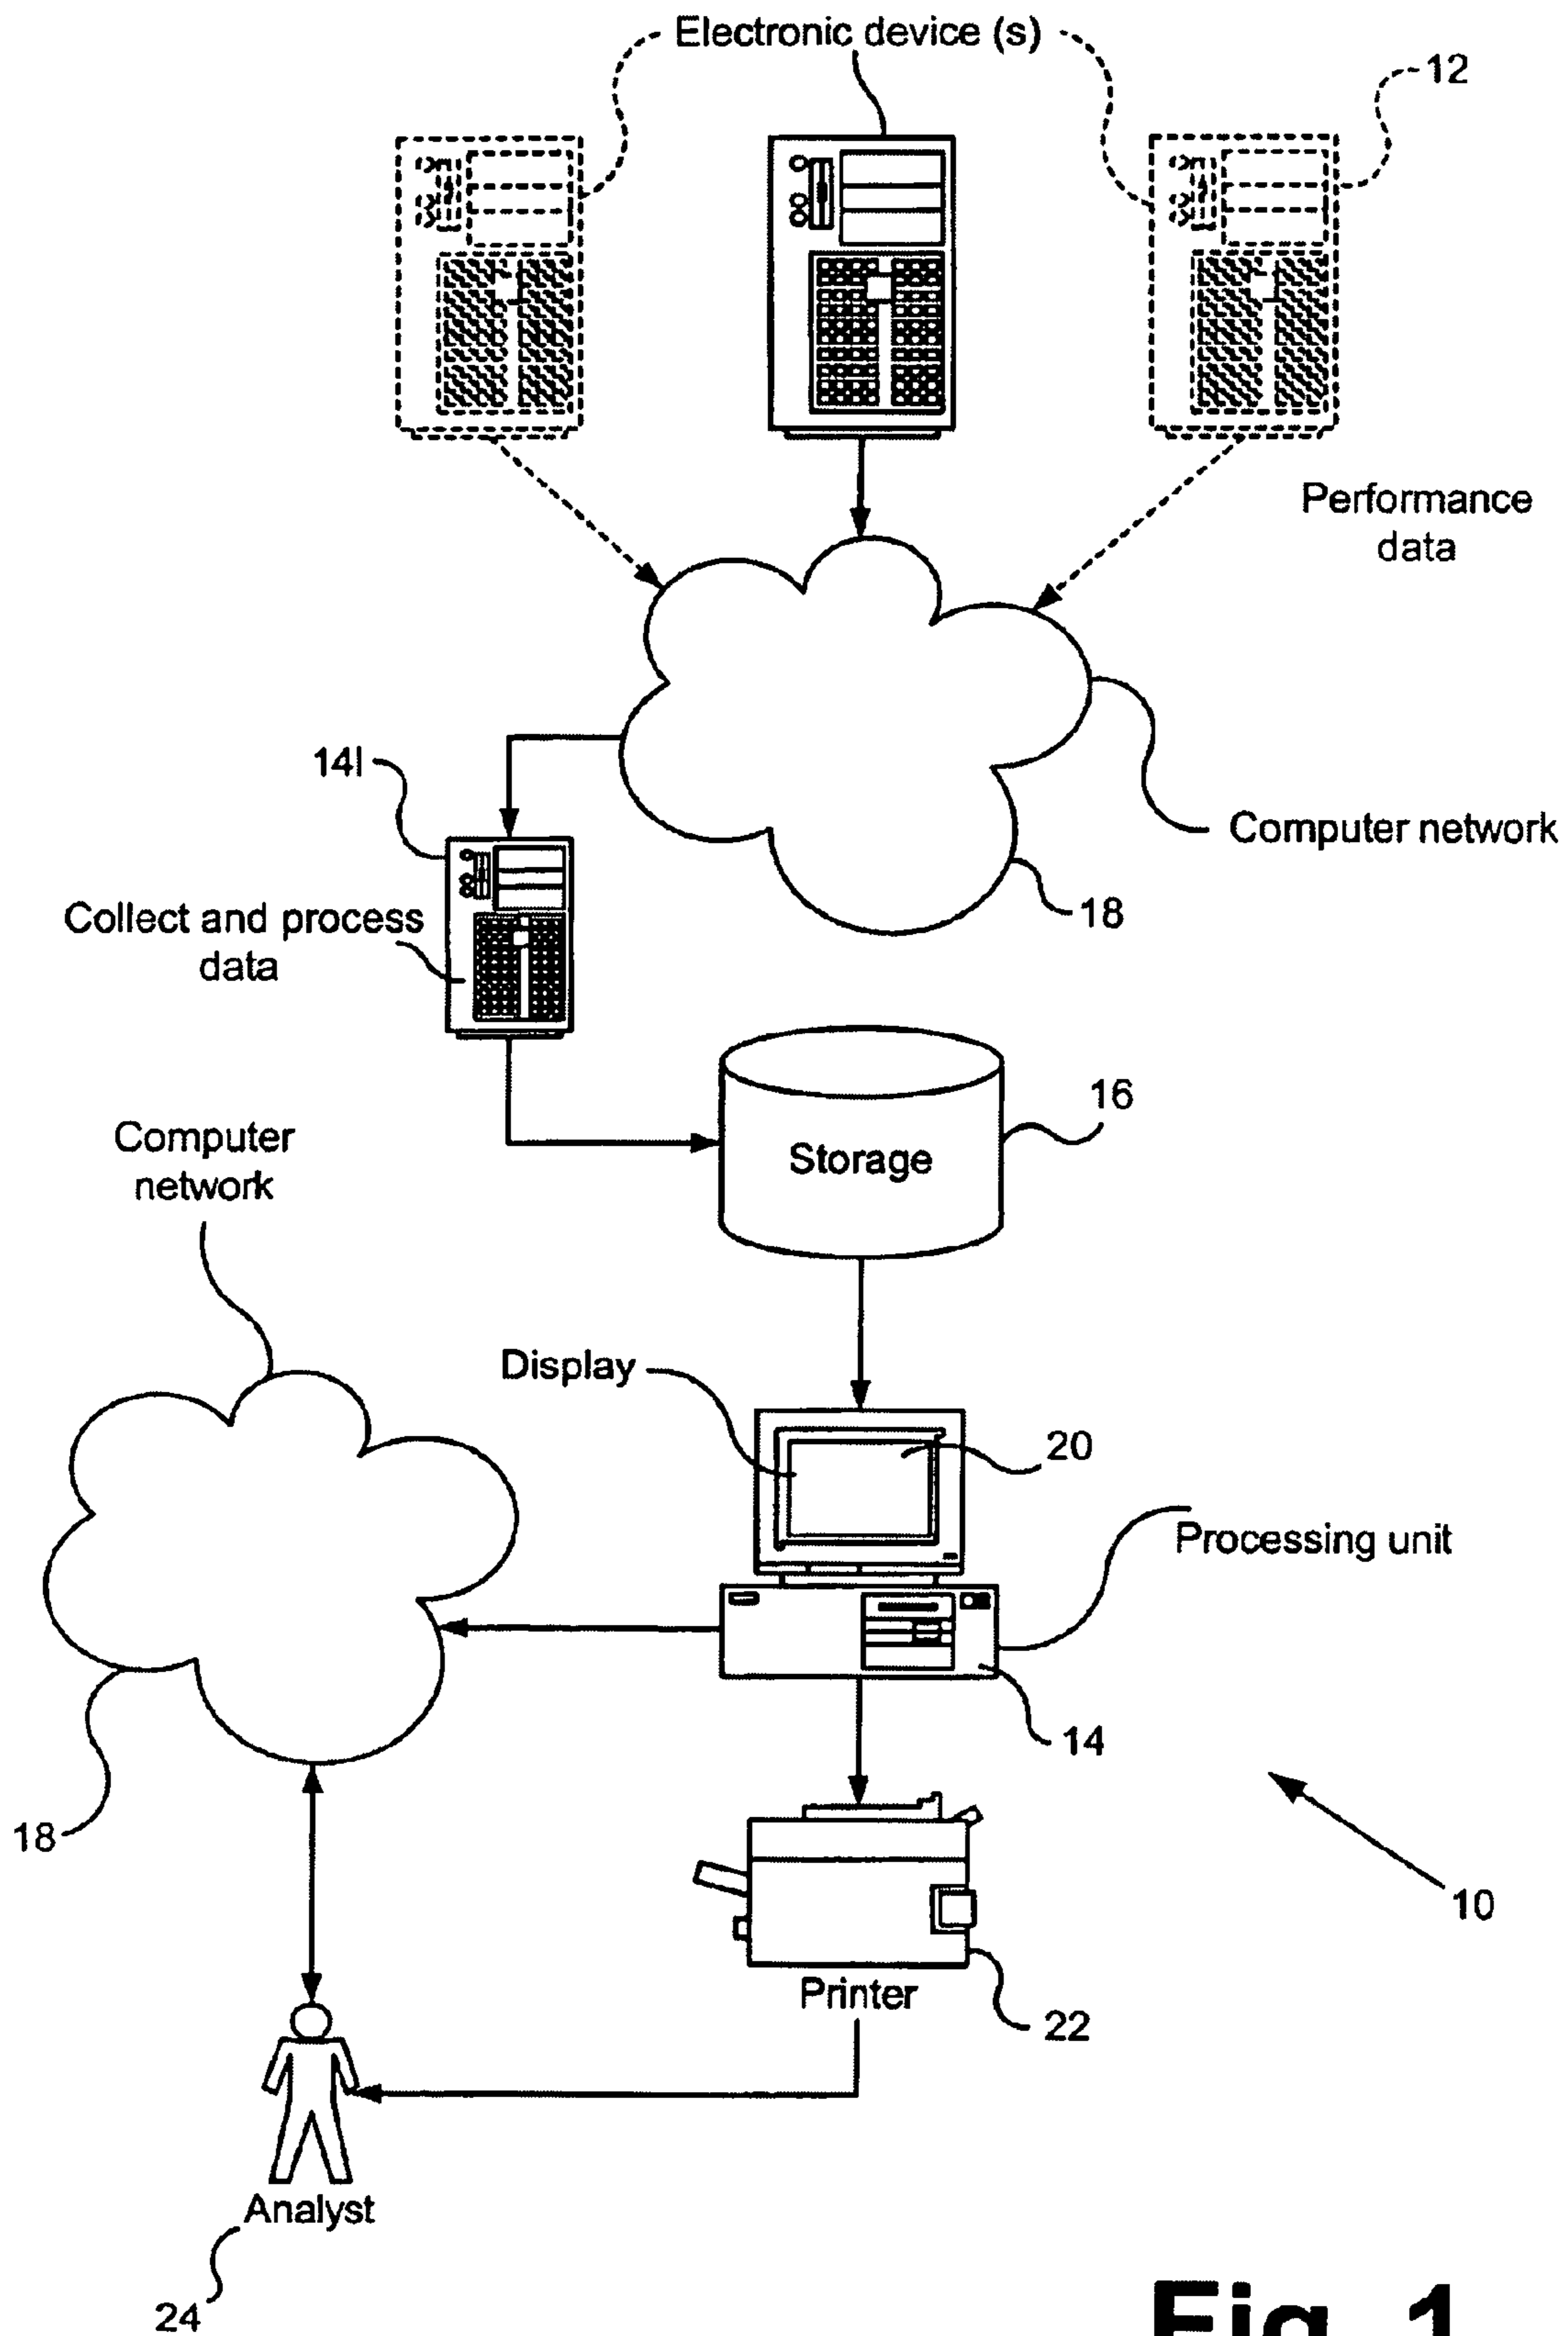 Electronic device (s)
12
Performance
data
14l
Computer network
18
Collect and process
data
16
Storage
Computer
network
Display
20
Processing unit
14
18
10
Printer
22
Analyst
24
Fig. 1